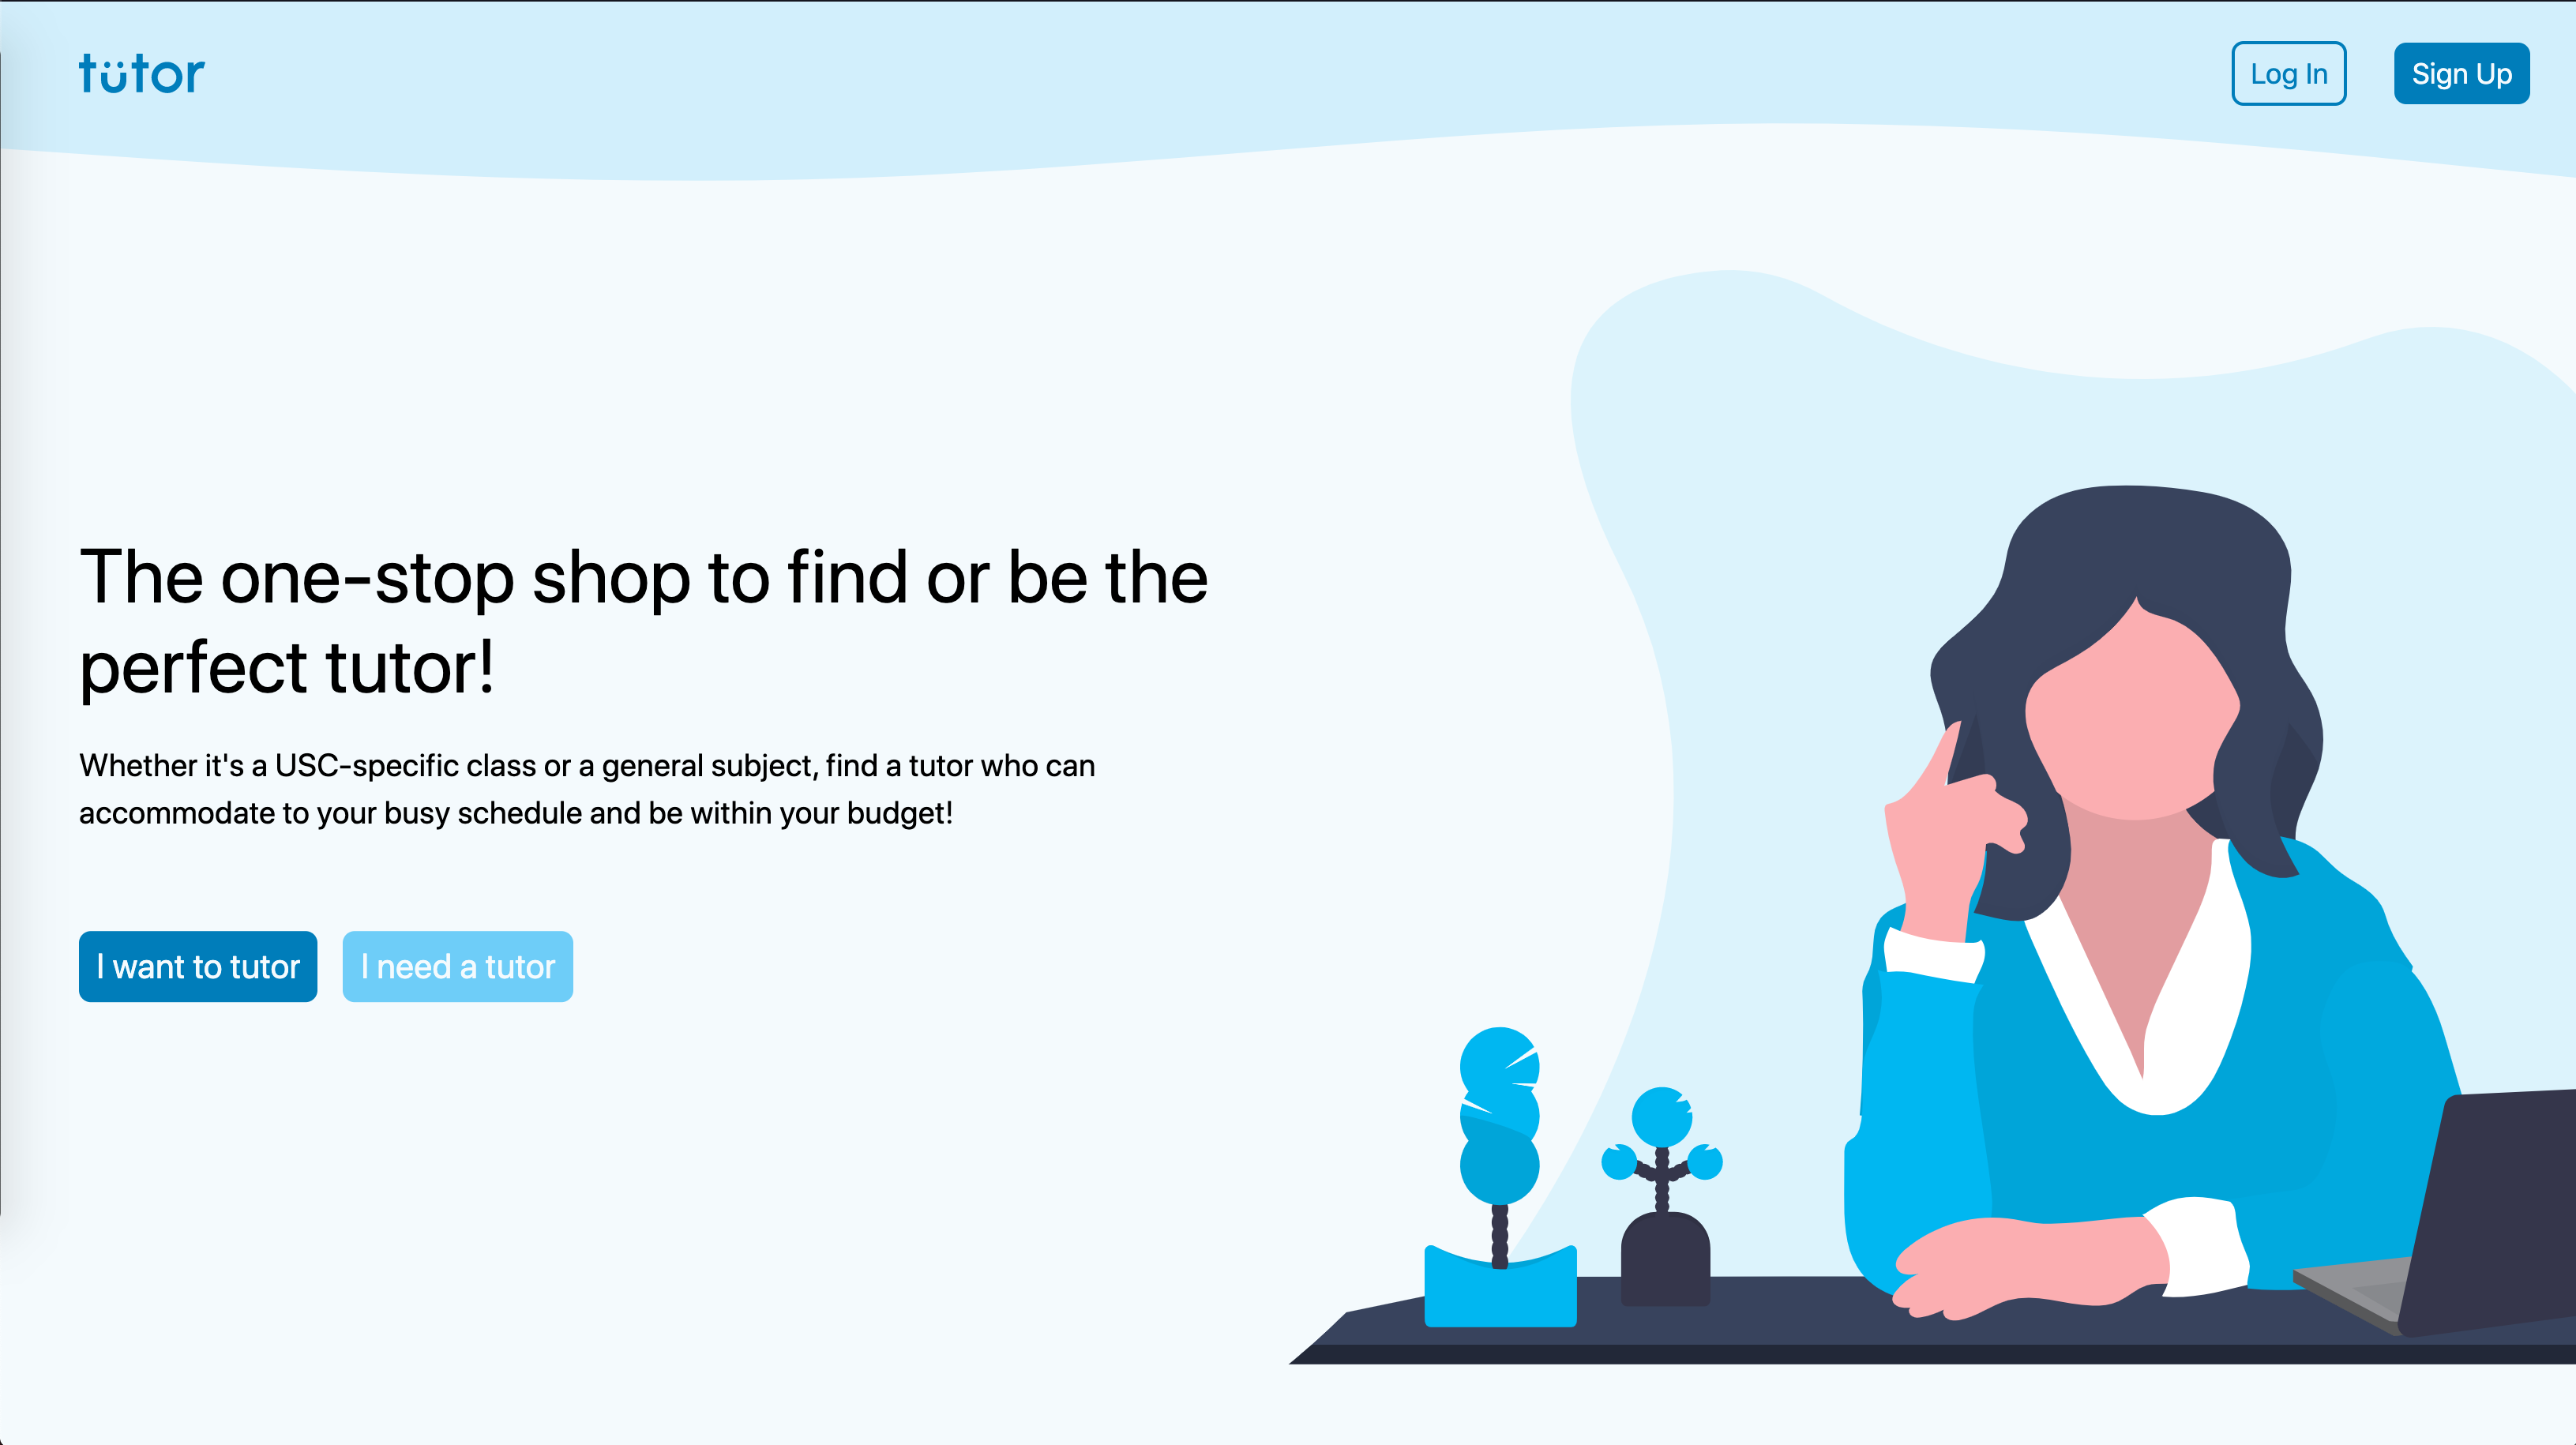 tütor
Log In
Sign Up
The one-stop shop to find or be the
perfect tutor!
Whether it's a USC-specific class or a general subject, find a tutor who can
accommodate to your busy schedule and be within your budget!
I want to tutor
I need a tutor